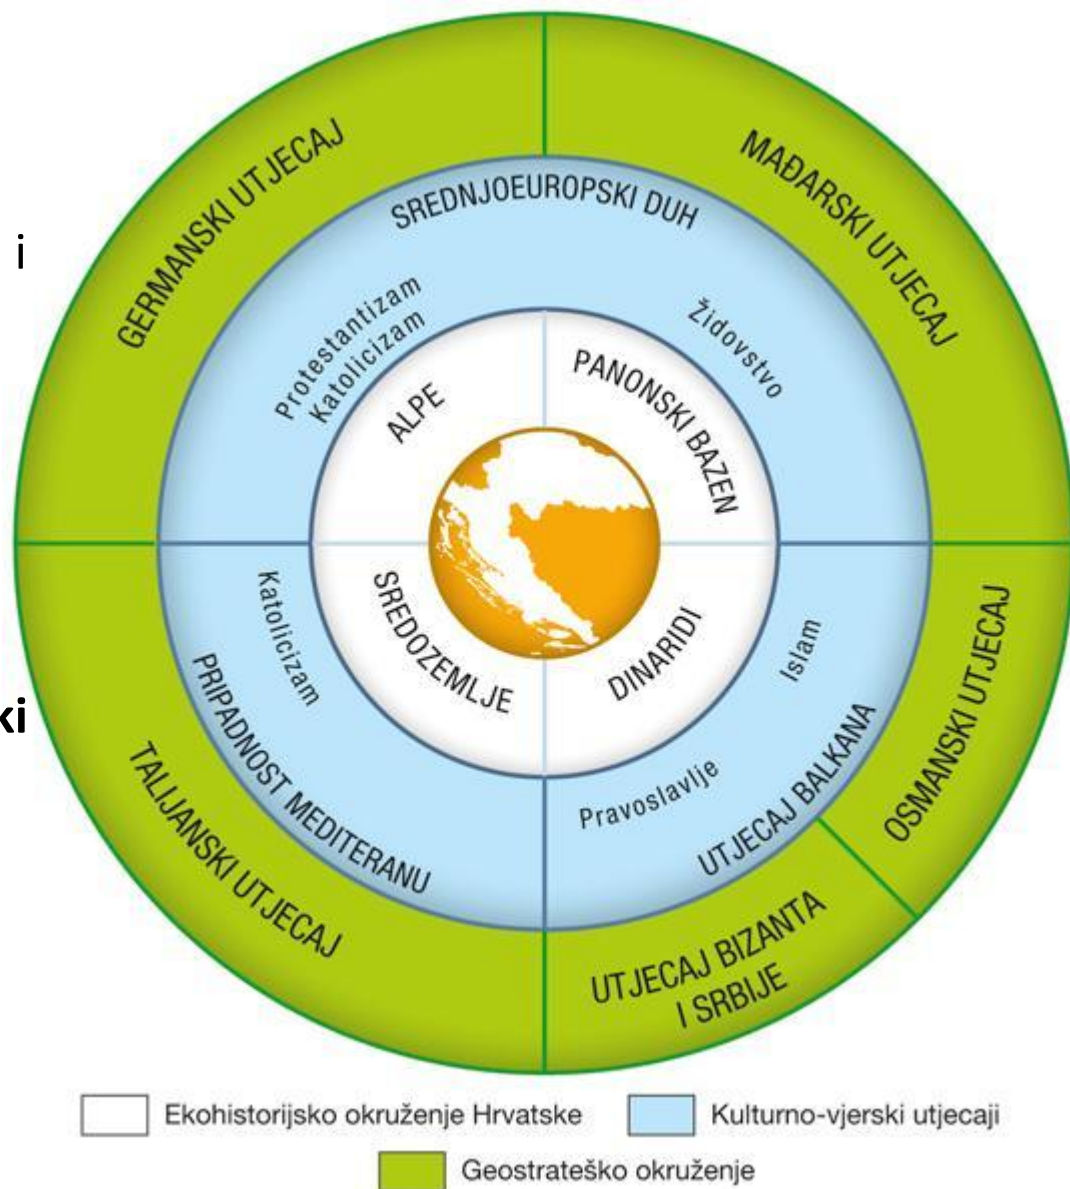 GERMANSKI UTJECAJ
MAĐARSKI UTJECAJ
SREDNJOEUROPSKI DUH
i
Protestantizam
Katolicizam
Židovstvo
ALPE
PANONSKI BAZEN
SREDOZEMLJE
DINARIDI
Katolicizam
Islam
OSMANSKI UTJECAJ
ki
PRIPADNOST MEDITERANU
Pravoslavlje
UTJECAJ BALKANA
TALIJANSKI UTJECAJ
UTJECAJ BIZANTA
I SRBIJE
Ekohistorijsko okruženje Hrvatske
Kulturno-vjerski utjecaji
Geostrateško okruženje